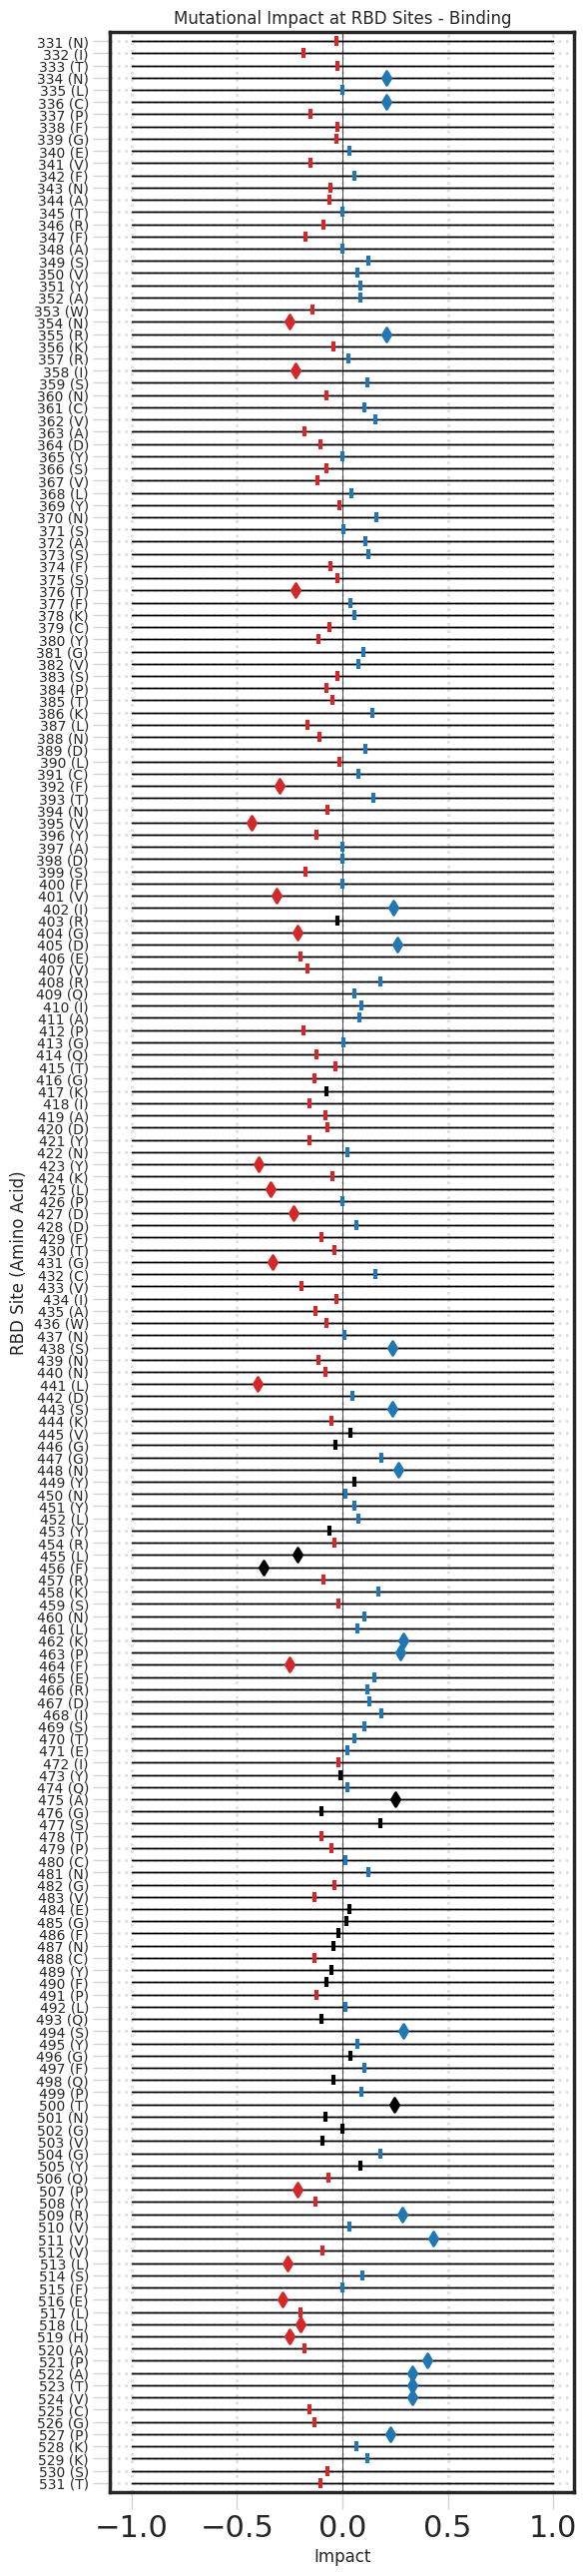 Mutational Impact at RBD Sites - Binding
331 (N)
332 (I)
333 (T)
334 (N)
335 (L)
336 (C)
337 (P)
338 (F)
339 (G)
340 (E)
341 (V)
342 (F)
343 (N)
344 (A)
345 (T)
346 (R)
347 (F)
348 (A)
349 (S)
350 (V)
351 (Y)
352 (A)
353 (W)
354 (N)
355 (R)
356 (K)
357 (R)
358 (I)
359 (S)
360 (N)
361 (C)
362 (V)
363 (A)
364 (D)
365 (Y)
366 (S)
367 (V)
368 (L)
369 (Y)
370 (N)
371 (S)
372 (A)
373 (S)
374 (F)
375 (S)
376 (T)
377 (F)
378 (K)
379 (C)
380 (Y)
381 (G)
382 (V)
383 (S)
384 (P)
385 (T)
386 (K)
387 (L)
388 (N)
389 (D)
390 (L)
391 (C)
392 (F)
393 (T)
394 (N)
395 (V)
396 (Y)
397 (A)
398 (D)
399 (S)
400 (F)
401 (V)
402 (I)
403 (R)
404 (G)
405 (D)
406 (E)
407 (V)
408 (R)
409 (Q)
410 (I)
411 (A)
412 (P)
413 (G)
414 (Q)
415 (T)
416 (G)
417 (K)
418 (I)
419 (A)
420 (D)
421 (Y)
422 (N)
423 (Y)
424 (K)
425 (L)
426 (P)
427 (D)
428 (D)
429 (F)
430 (T)
431 (G)
432 (C)
433 (V)
434 (I)
435 (A)
436 (W)
437 (N)
438 (S)
439 (N)
440 (N)
441 (L)
442 (D)
443 (S)
444 (K)
445 (V)
446 (G)
447 (G)
448 (N)
449 (Y)
450 (N)
451 (Y)
452 (L)
453 (Y)
454 (R)
455 (L)
456 (F)
457 (R)
458 (K)
459 (S)
460 (N)
461 (L)
462 (K)
463 (P)
464 (F)
465 (E)
466 (R)
467 (D)
468 (I)
469 (S)
470 (T)
471 (E)
472 (I)
473 (Y)
474 (Q)
475 (A)
476 (G)
477 (S)
478 (T)
479 (P)
480 (C)
481 (N)
482 (G)
483 (V)
484 (E)
485 (G)
486 (F)
487 (N)
488 (C)
489 (Y)
490 (F)
491 (P)
492 (L)
493 (Q)
494 (S)
495 (Y)
496 (G)
497 (F)
498 (Q)
499 (P)
500 (T)
501 (N)
502 (G)
503 (V)
504 (G)
505 (Y)
506 (Q)
507 (P)
508 (Y)
509 (R)
510 (V)
511 (V)
512 (V)
513 (L)
514 (S)
515 (F)
516 (E)
517 (L)
518 (L)
519 (H)
520 (A)
521 (P)
522 (A)
523 (T)
524 (V)
525 (C)
526 (G)
527 (P)
528 (K)
529 (K)
530 (S)
531 (T)
RBD Site (Amino Acid)
−1.0 −0.5 0.0 0.5 1.0
Impact